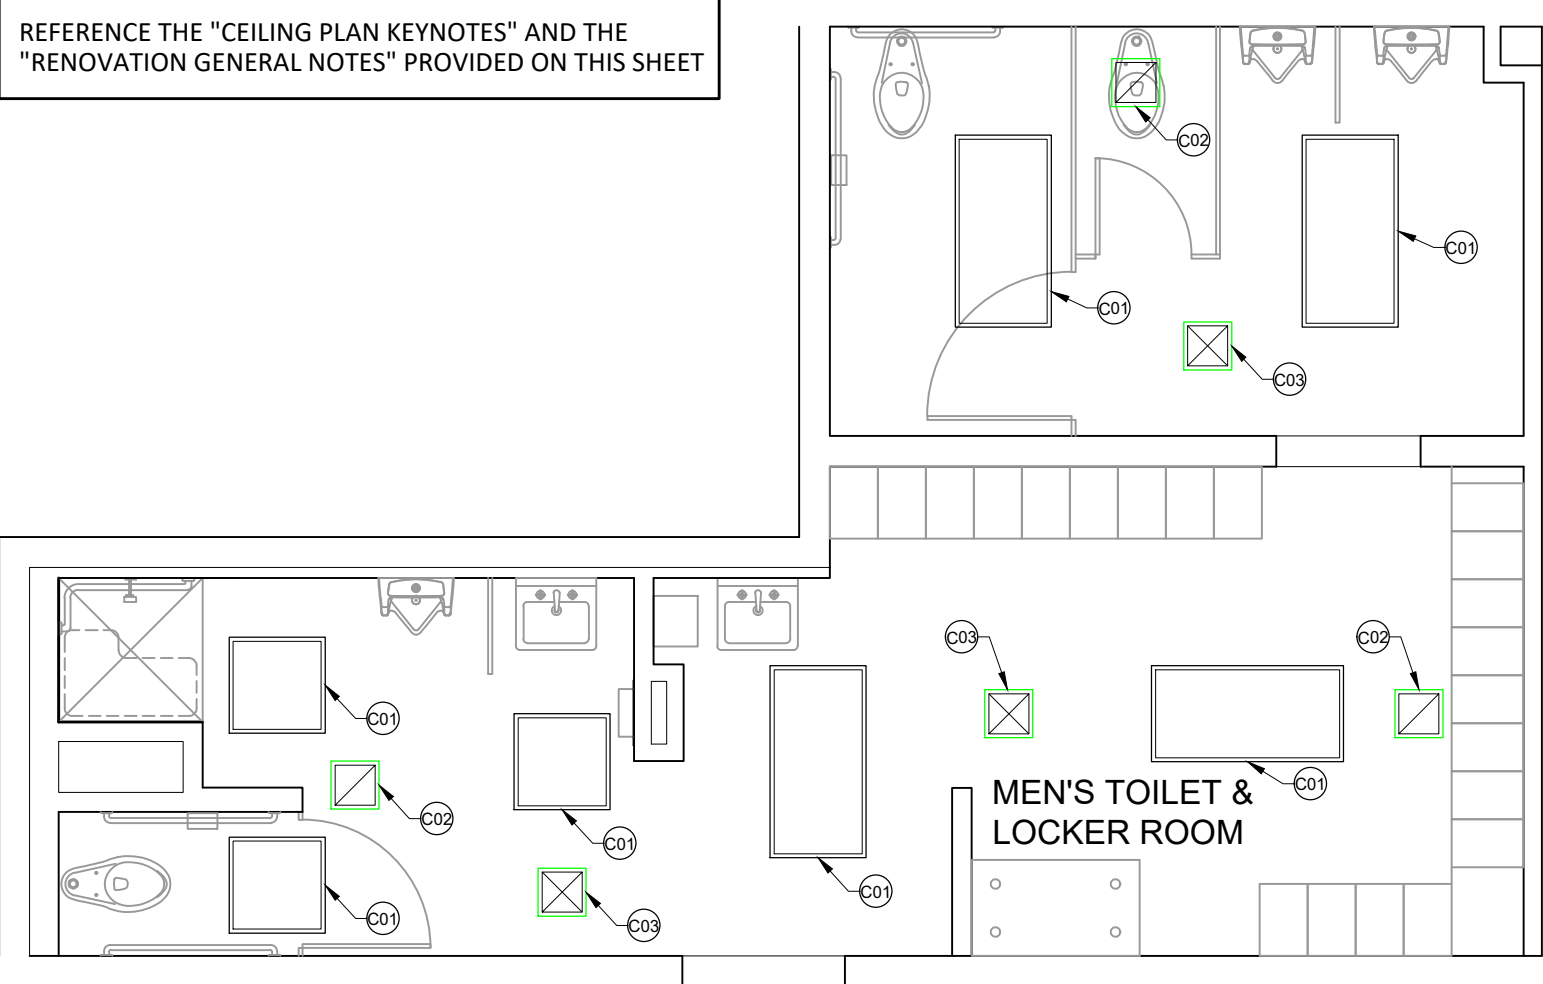 REFERENCE THE "CEILING PLAN KEYNOTES" AND THE
"RENOVATION GENERAL NOTES" PROVIDED ON THIS SHEET
C02
C01
C01
C03
C03
C02
C01
C01
MEN'S TOILET &
LOCKER ROOM
C02
C01
C01
C01
C03